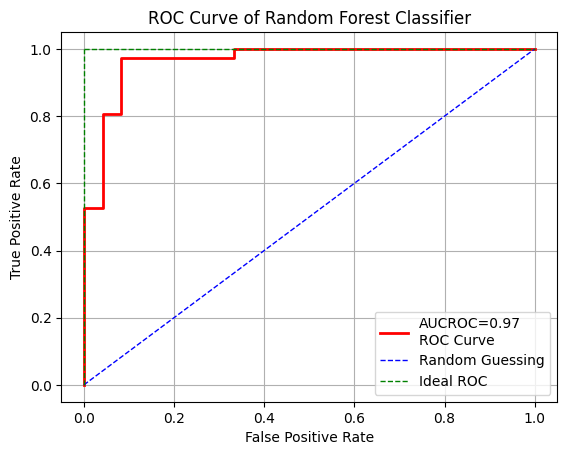 ROC Curve of Random Forest Classifier
True Positive Rate
1.0
0.8
0.6
0.4
0.2
0.0
AUCROC=0.97
ROC Curve
Random Guessing
Ideal ROC
0.0 0.2 0.4 0.6 0.8 1.0
False Positive Rate